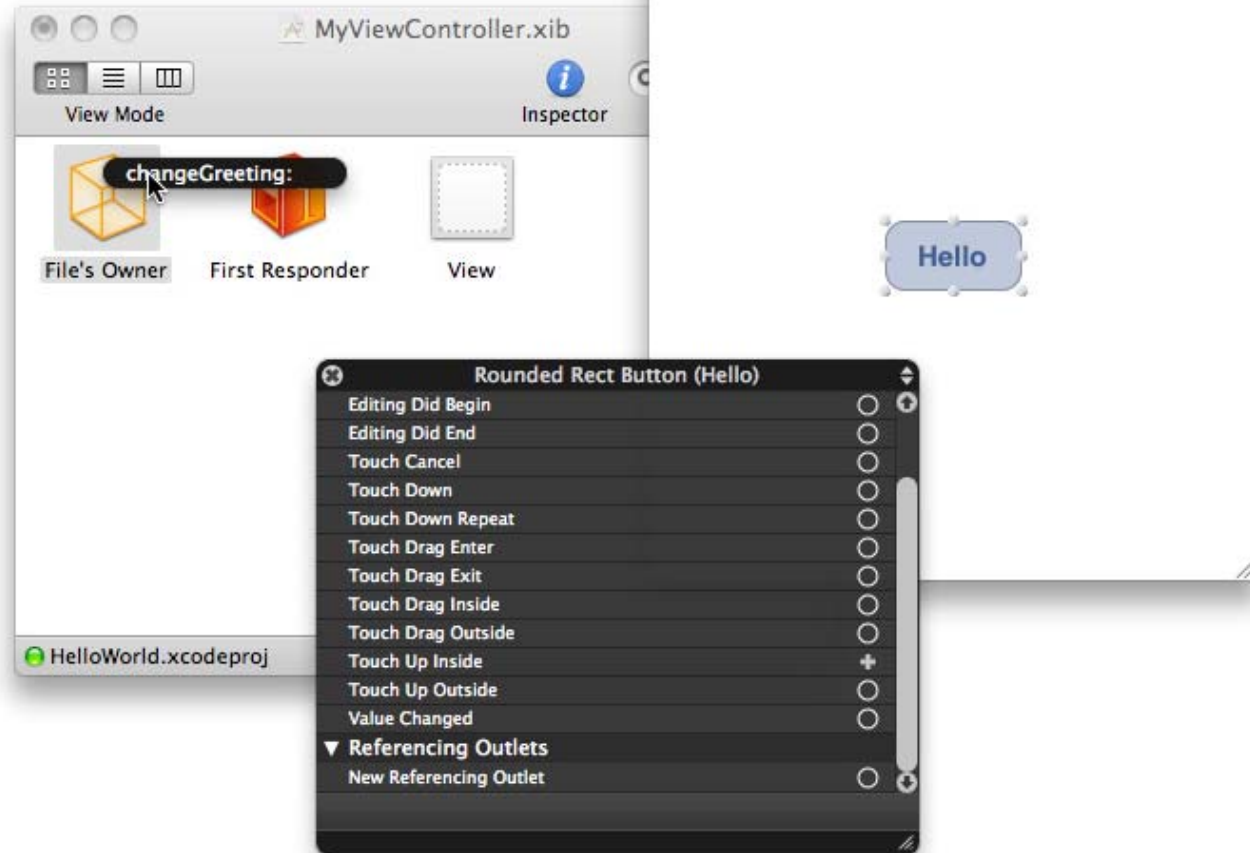 MyViewController.xib
View Mode
Inspector
changeGreeting:
File's Owner
First Responder
View
Hello
Rounded Rect Button (Hello)
Editing Did Begin
Editing Did End
Touch Cancel
Touch Down
Touch Down Repeat
Touch Drag Enter
Touch Drag Exit
Touch Drag Inside
Touch Drag Outside
Touch Up Inside
Touch Up Outside
Value Changed
Referencing Outlets
New Referencing Outlet
HelloWorld.xcodeproj